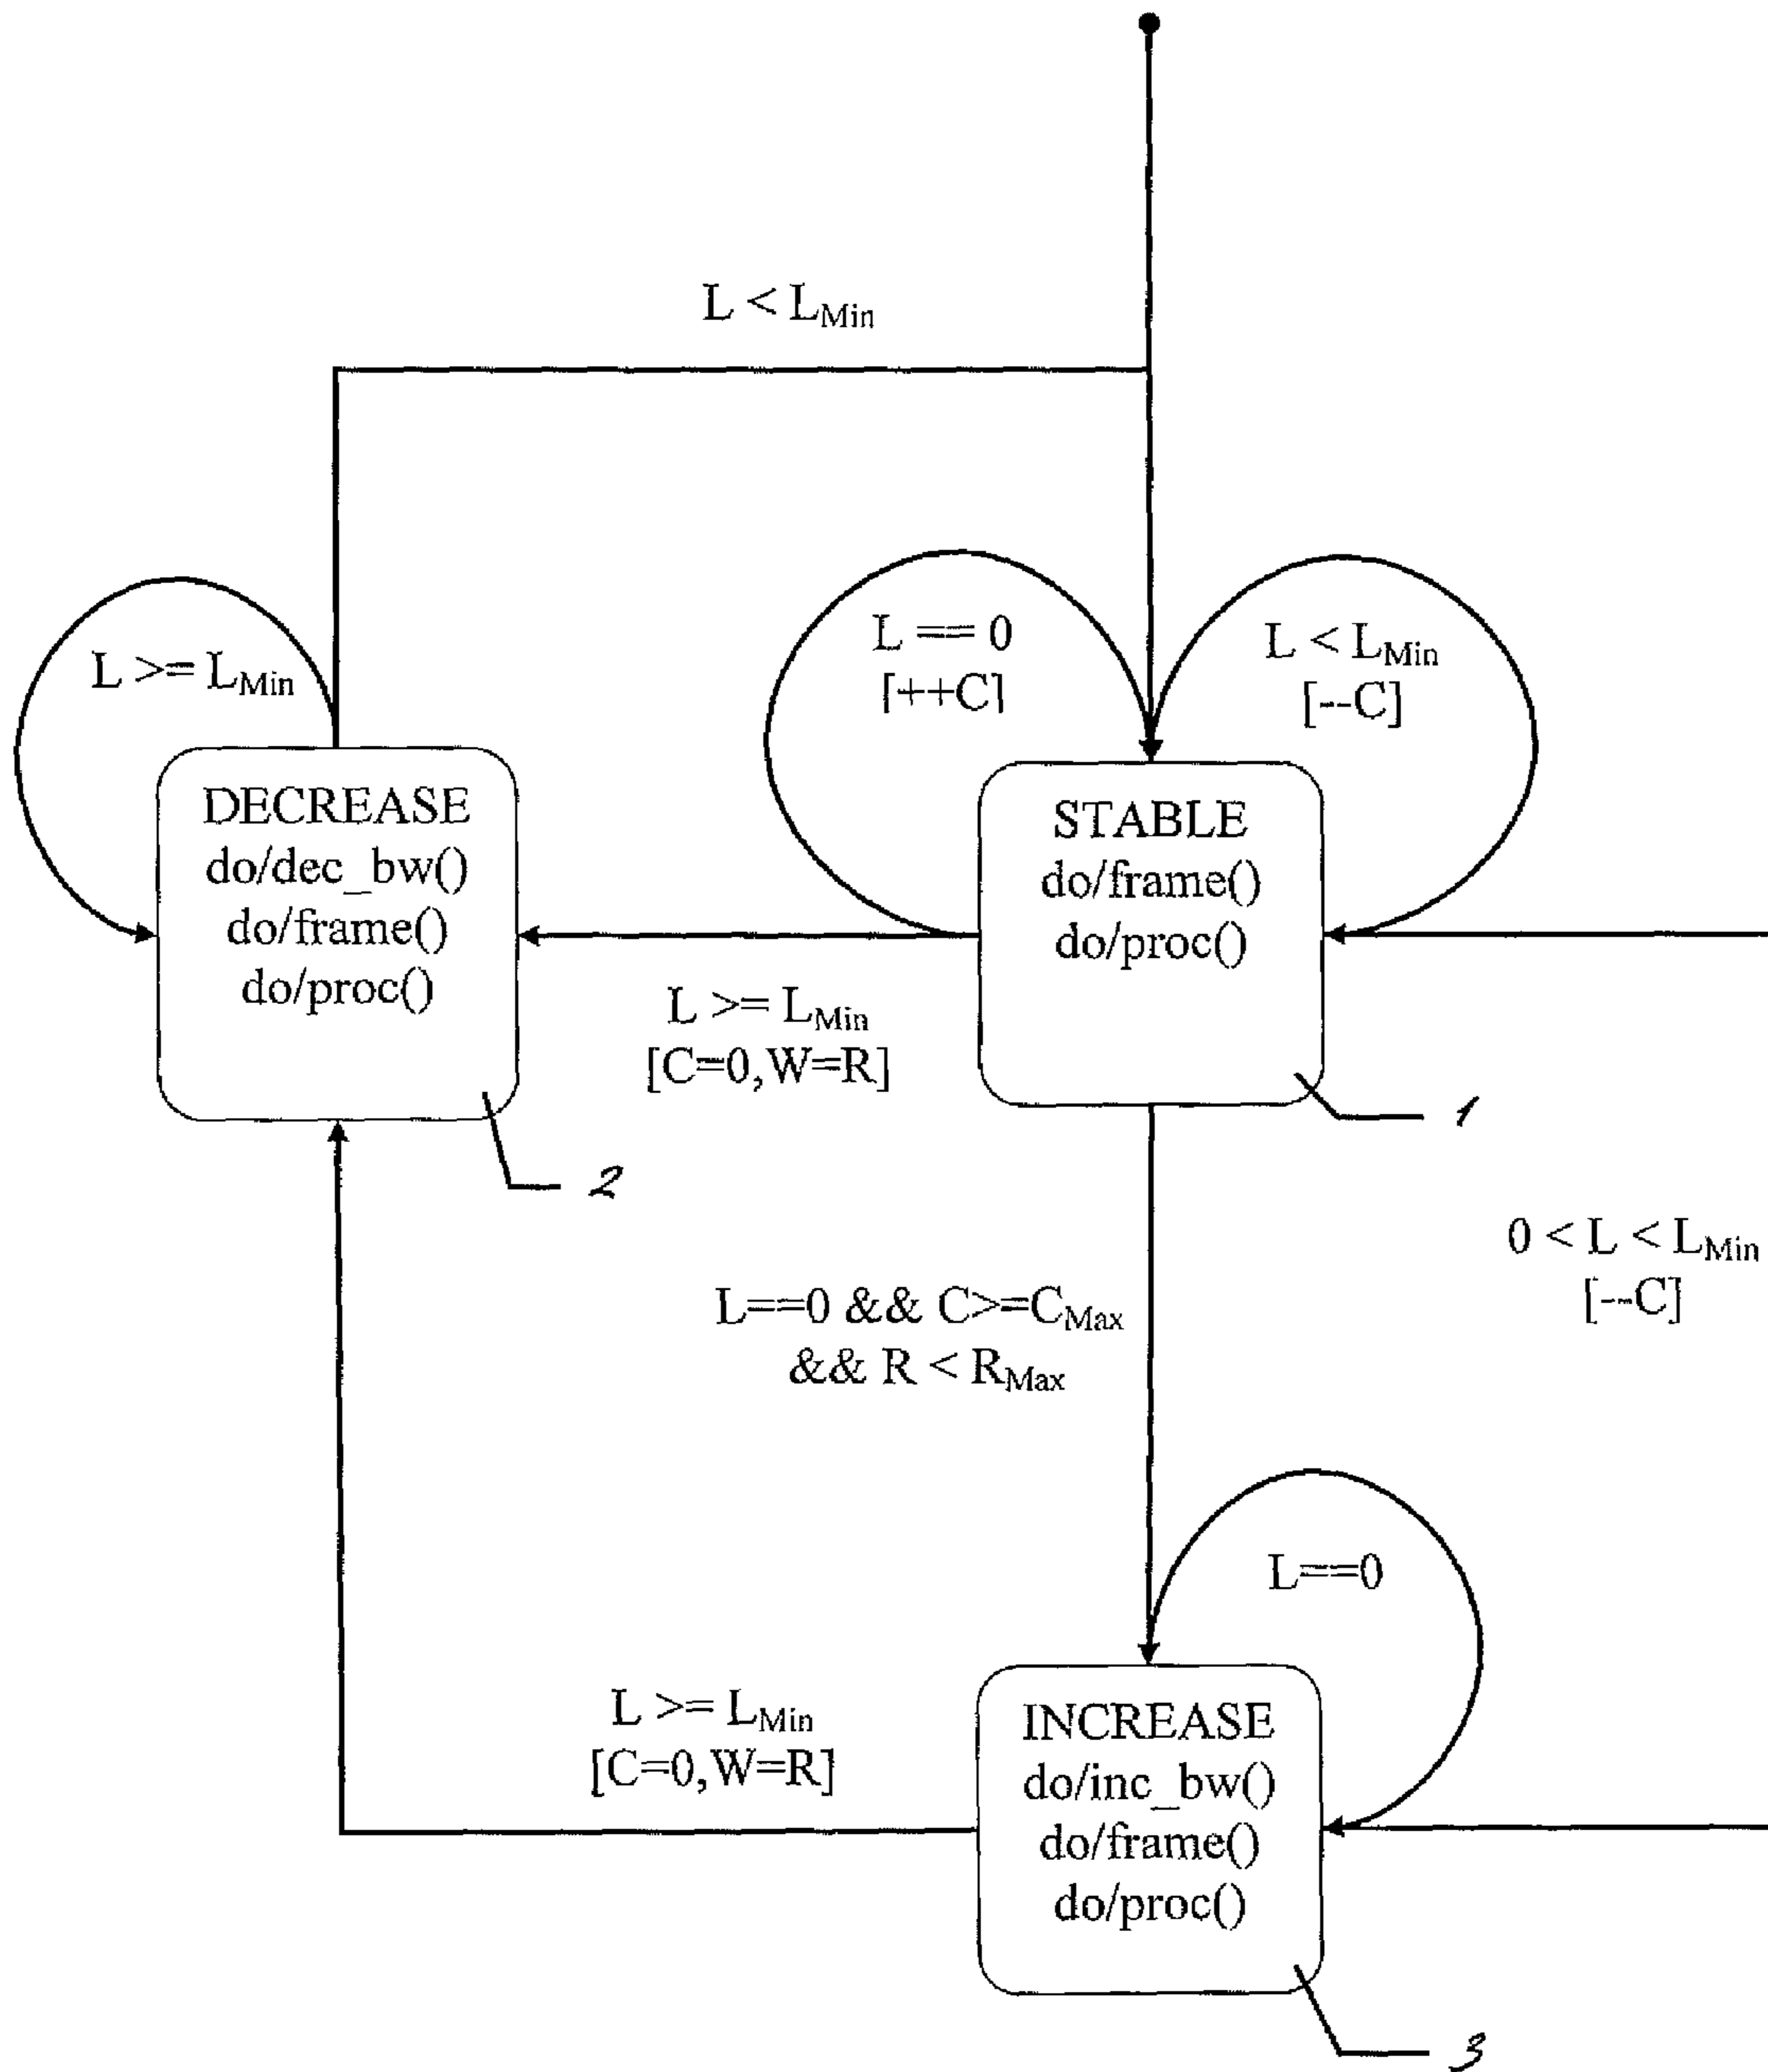 L < LMin
L >= LMin
L == 0
[++C]
L < LMin
[--C]
DECREASE
do/dec_bw()
do/frame()
do/proc()
STABLE
do/frame()
do/proc()
L >= LMin
[C=0,W=R]
1
2
0 < L < LMin
[--C]
L==0 && C>=CMax
&& R < RMax
L==0
L >= LMin
[C=0,W=R]
INCREASE
do/inc_bw()
do/frame()
do/proc()
3